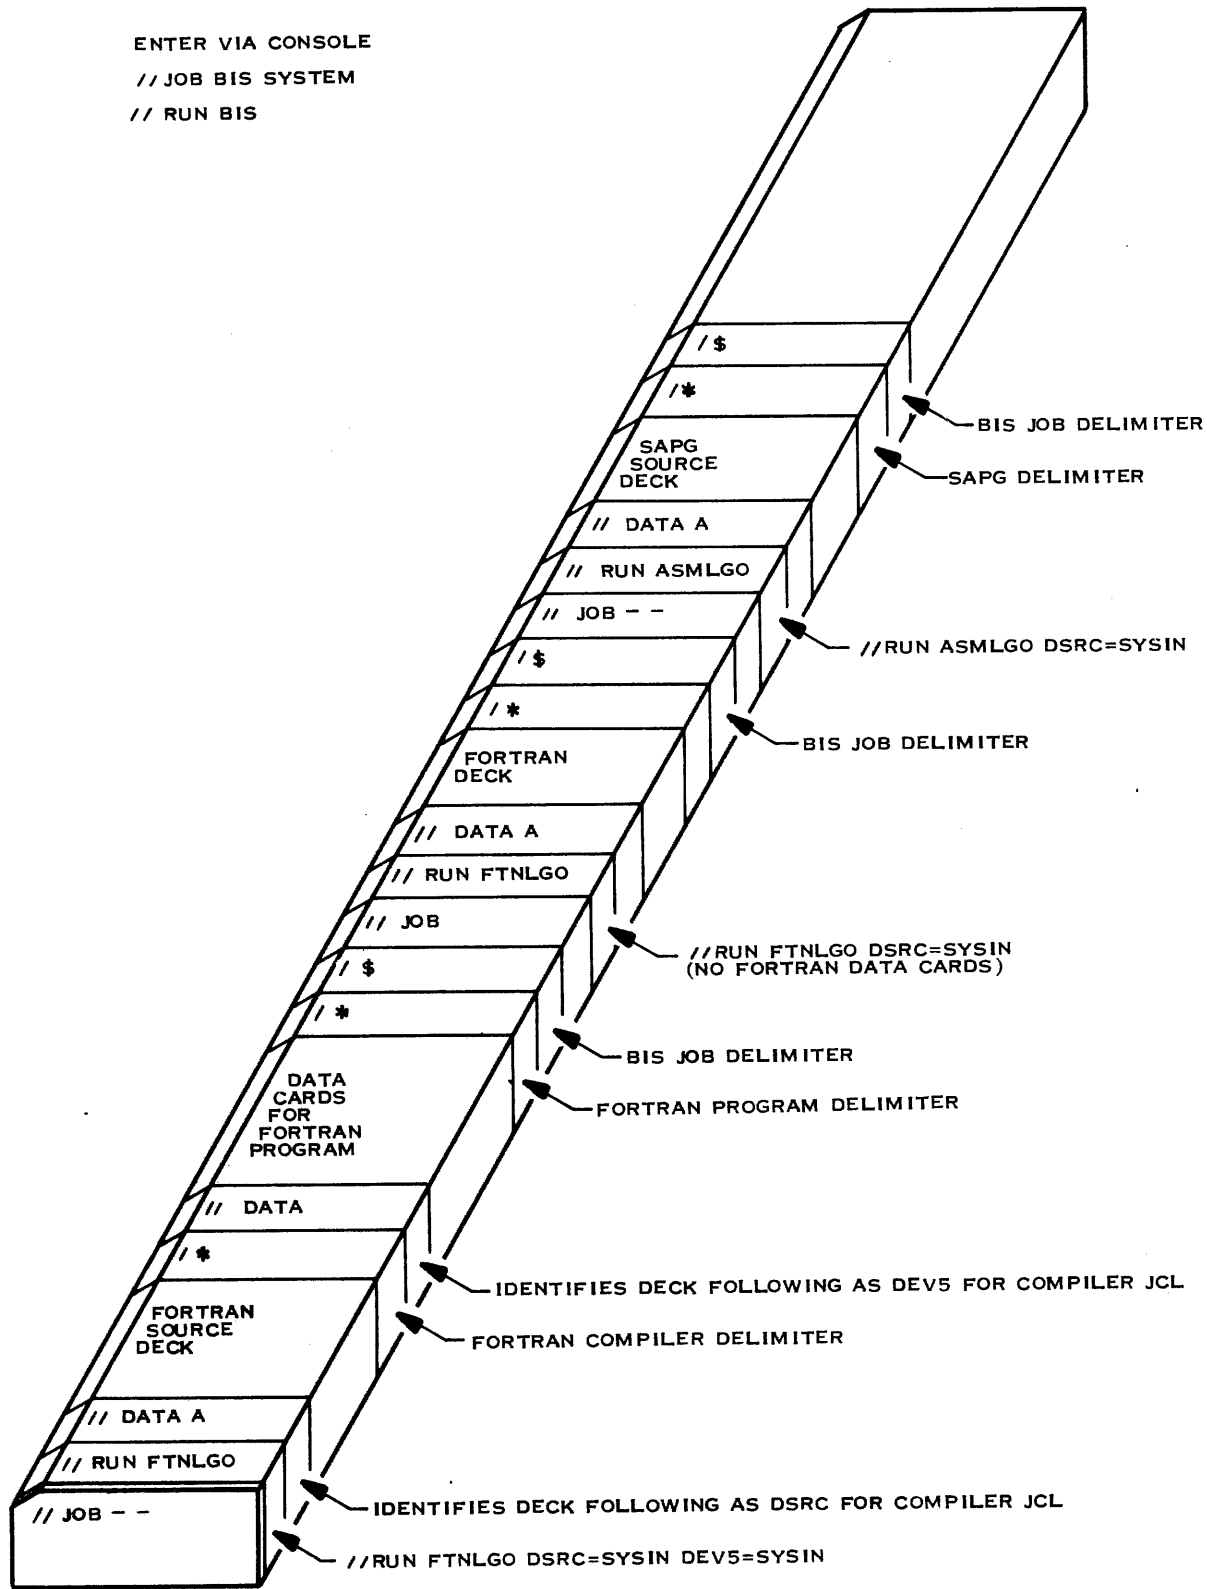 ENTER VIA CONSOLE
// JOB BIS SYSTEM
// RUN BIS
/ $
/ *
BIS JOB DELIMITER
SAPG
SOURCE
DECK
SAPG DELIMITER
// DATA A
// RUN ASMLGO
// JOB - -
//RUN ASMLGO DSRC=SYSIN
/ $
/ *
BIS JOB DELIMITER
FORTRAN
DECK
// DATA A
// RUN FTNLGO
// JOB
//RUN FTNLGO DSRC=SYSIN
(NO FORTRAN DATA CARDS)
/ $
/ *
BIS JOB DELIMITER
DATA
CARDS
FOR
FORTRAN
PROGRAM
FORTRAN PROGRAM DELIMITER
// DATA
/ *
IDENTIFIES DECK FOLLOWING AS DEV5 FOR COMPILER JCL
FORTRAN
SOURCE
DECK
FORTRAN COMPILER DELIMITER
// DATA A
// RUN FTNLGO
IDENTIFIES DECK FOLLOWING AS DSRC FOR COMPILER JCL
// JOB - -
//RUN FTNLGO DSRC=SYSIN DEV5=SYSIN